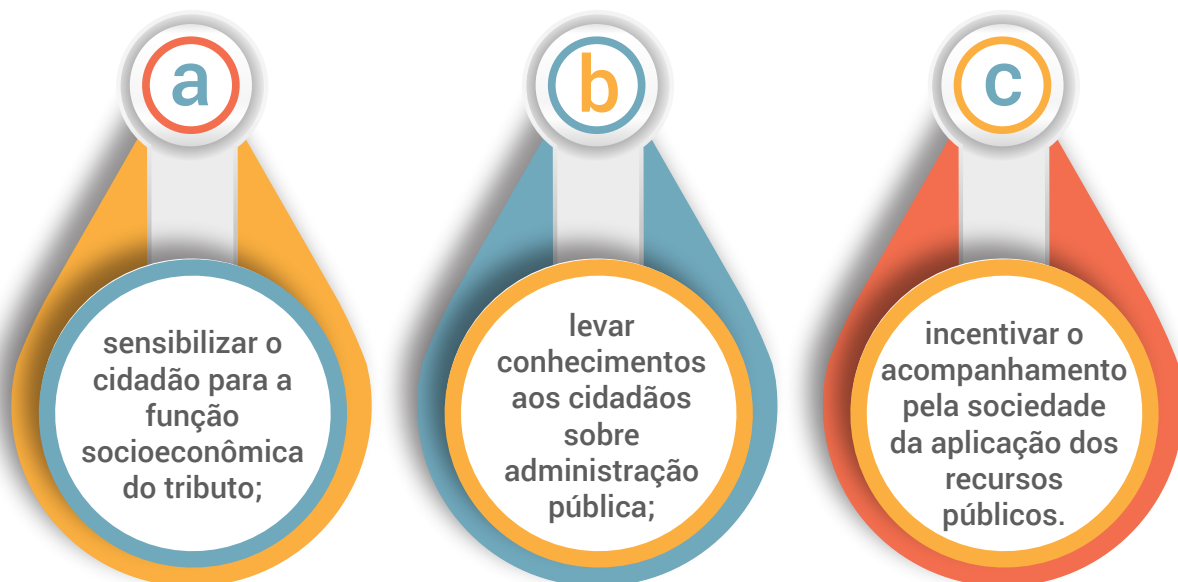 a
sensibilizar o
cidadão para a
função
socioeconômica
do tributo;
b
levar
conhecimentos
aos cidadãos
sobre
administração
pública;
c
incentivar o
acompanhamento
pela sociedade
da aplicação dos
recursos
públicos.